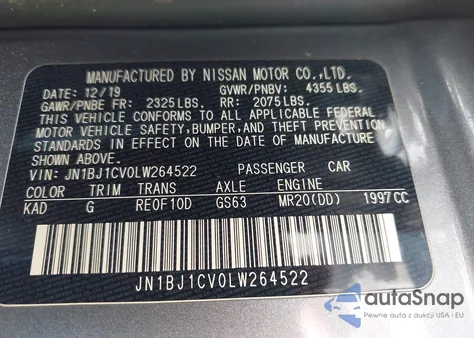 MANUFACTURED BY NISSAN MOTOR CO.,LTD.
DATE: 12/19 GVWR/PNBV: 4355 LBS.
GAWR/PNBE FR: 2325 LBS. RR: 2075 LBS.
THIS VEHICLE CONFORMS TO ALL APPLICABLE FEDERAL
MOTOR VEHICLE SAFETY, BUMPER, AND THEFT PREVENTION
STANDARDS IN EFFECT ON THE DATE OF MANUFACTURE
SHOWN ABOVE.
VIN: JN1BJ1CV0LW264522 PASSENGER CAR
COLOR TRIM TRANS AXLE ENGINE
KAD G RE0F10D GS63 MR20(DD) 1997CC
JN1BJ1CV0LW264522
autoSnap
Pewne auta z USA i EU